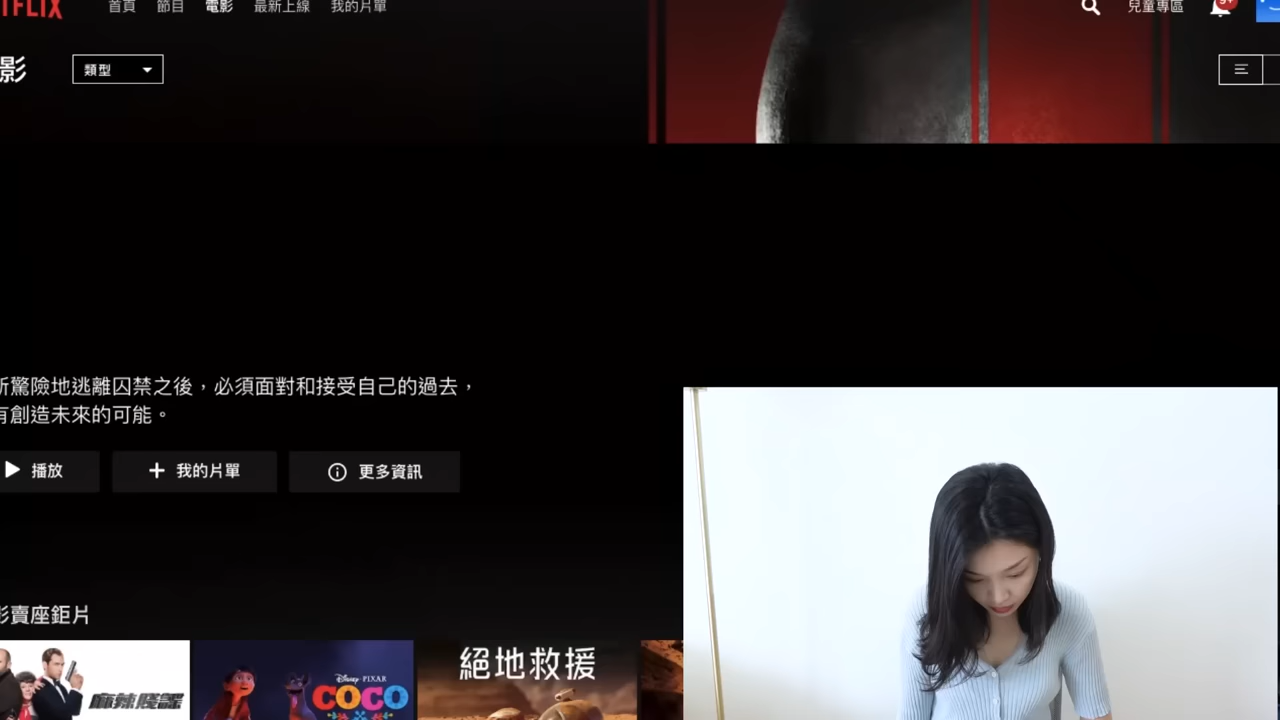 TFLIX 首頁 節目 電影 最新上線 我的片單 兒童專區 9+
影 類型
斤驚險地逃離囚禁之後，必須面對和接受自己的過去，
有創造未來的可能。
播放 我的片單 更多資訊
影賣座鉅片
麻辣賤諜
Disney·PIXAR
COCO
絕地救援